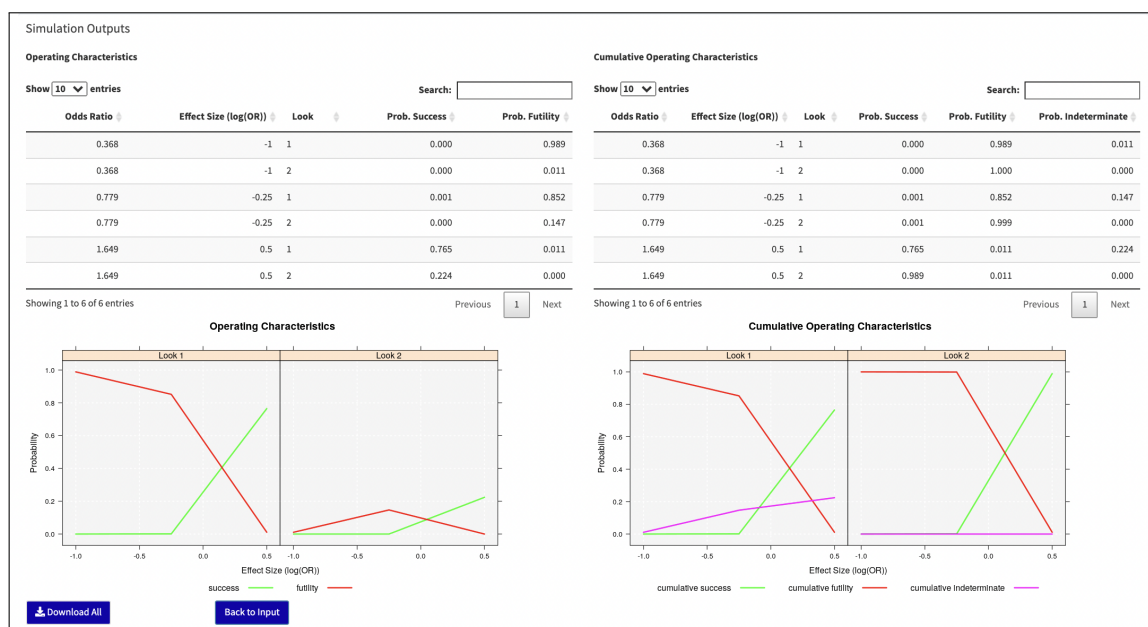 Simulation Outputs
Operating Characteristics
Show 10 entries
Search:
Odds Ratio Effect Size (log(OR)) Look Prob. Success Prob. Futility
0.368 -1 1 0.000 0.989
0.368 -1 2 0.000 0.011
0.779 -0.25 1 0.001 0.852
0.779 -0.25 2 0.000 0.147
1.649 0.5 1 0.765 0.011
1.649 0.5 2 0.224 0.000
Showing 1 to 6 of 6 entries
Previous 1 Next
Cumulative Operating Characteristics
Show 10 entries
Search:
Odds Ratio Effect Size (log(OR)) Look Prob. Success Prob. Futility Prob. Indeterminate
0.368 -1 1 0.000 0.989 0.011
0.368 -1 2 0.000 1.000 0.000
0.779 -0.25 1 0.001 0.852 0.147
0.779 -0.25 2 0.001 0.999 0.000
1.649 0.5 1 0.765 0.011 0.224
1.649 0.5 2 0.989 0.011 0.000
Showing 1 to 6 of 6 entries
Previous 1 Next
Operating Characteristics
Look 1 Look 2
1.0
0.8
0.6
0.4
0.2
0.0
Probability
-1.0 -0.5 0.0 0.5 -1.0 -0.5 0.0 0.5
Effect Size (log(OR))
success futility
Cumulative Operating Characteristics
Look 1 Look 2
1.0
0.8
0.6
0.4
0.2
0.0
Probability
-1.0 -0.5 0.0 0.5 -1.0 -0.5 0.0 0.5
Effect Size (log(OR))
cumulative success cumulative futility cumulative indeterminate
Download All
Back to Input